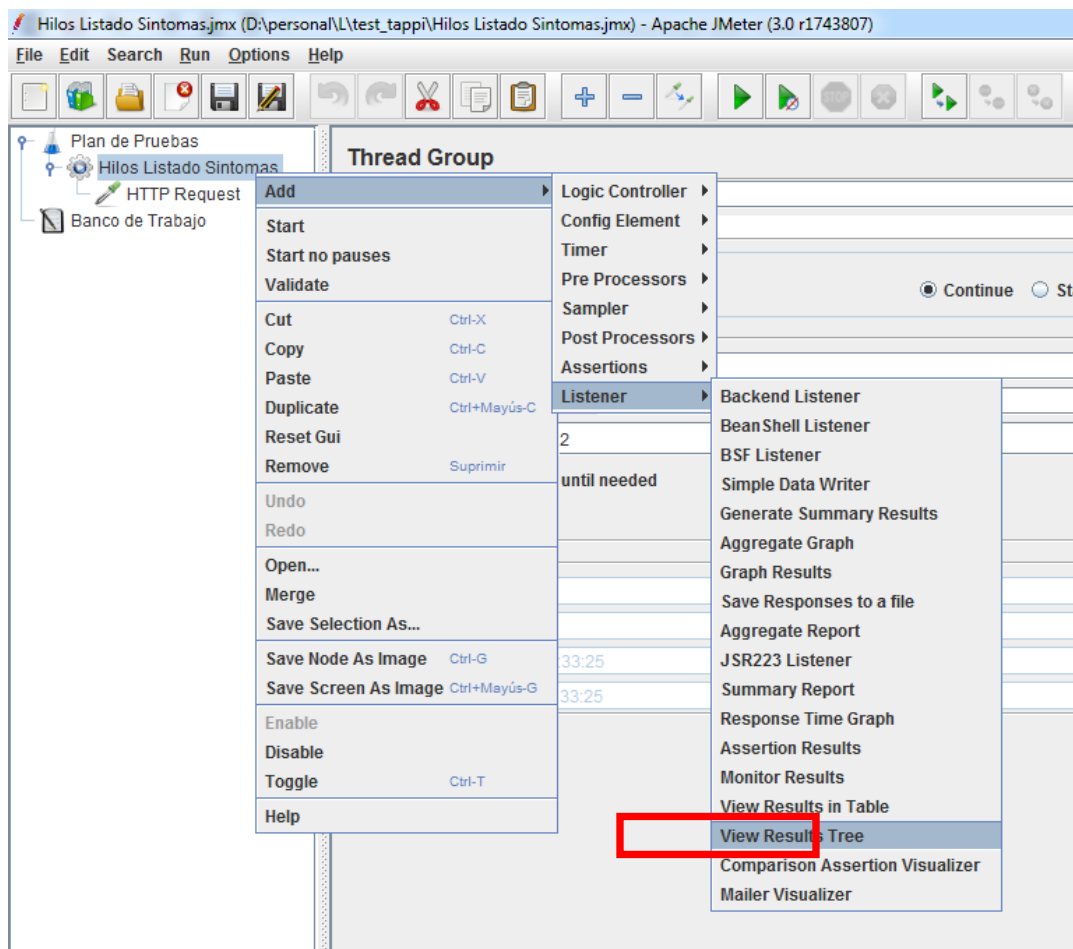 Hilos Listado Sintomas.jmx (D:\personal\L\test_tappi\Hilos Listado Sintomas.jmx) - Apache JMeter (3.0 r1743807)
File Edit Search Run Options Help
STOP
Plan de Pruebas
Hilos Listado Sintomas
HTTP Request
Banco de Trabajo
Thread Group
Continue St
2
until needed
:33:25
33:25
Add
Start
Start no pauses
Validate
Cut Ctrl-X
Copy Ctrl-C
Paste Ctrl-V
Duplicate Ctrl+Mayús-C
Reset Gui
Remove Suprimir
Undo
Redo
Open...
Merge
Save Selection As...
Save Node As Image Ctrl-G
Save Screen As Image Ctrl+Mayús-G
Enable
Disable
Toggle Ctrl-T
Help
Logic Controller
Config Element
Timer
Pre Processors
Sampler
Post Processors
Assertions
Listener
Backend Listener
BeanShell Listener
BSF Listener
Simple Data Writer
Generate Summary Results
Aggregate Graph
Graph Results
Save Responses to a file
Aggregate Report
JSR223 Listener
Summary Report
Response Time Graph
Assertion Results
Monitor Results
View Results in Table
View Results Tree
Comparison Assertion Visualizer
Mailer Visualizer